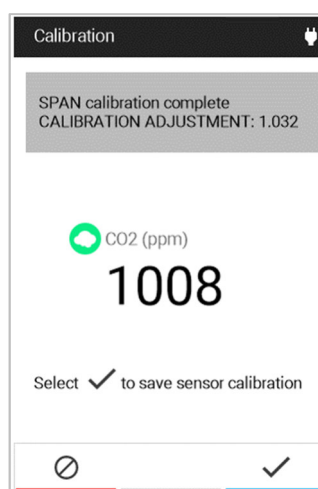 Calibration
SPAN calibration complete
CALIBRATION ADJUSTMENT: 1.032
CO2 (ppm)
1008
Select ✓ to save sensor calibration